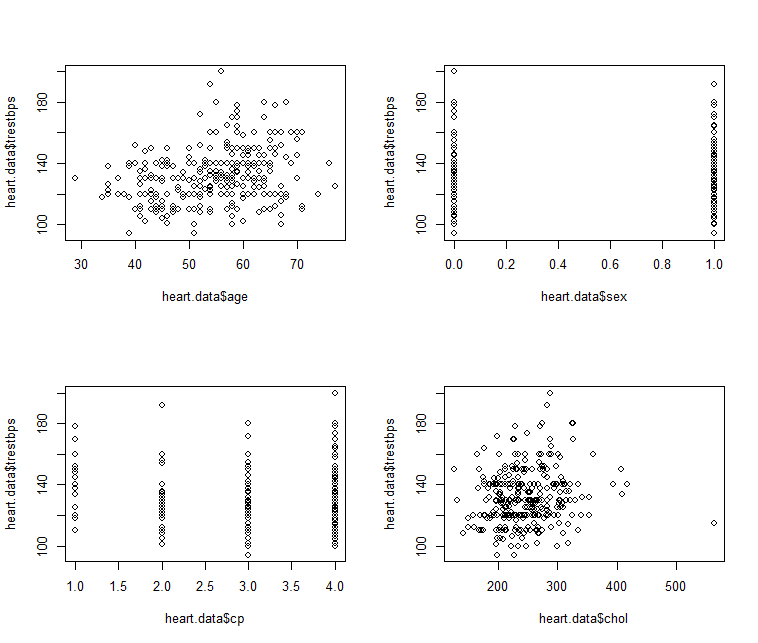 heart.data$trestbps
100 140 180
30 40 50 60 70
heart.data$age
heart.data$trestbps
100 140 180
0.0 0.2 0.4 0.6 0.8 1.0
heart.data$sex
heart.data$trestbps
100 140 180
1.0 1.5 2.0 2.5 3.0 3.5 4.0
heart.data$cp
heart.data$trestbps
100 140 180
200 300 400 500
heart.data$chol